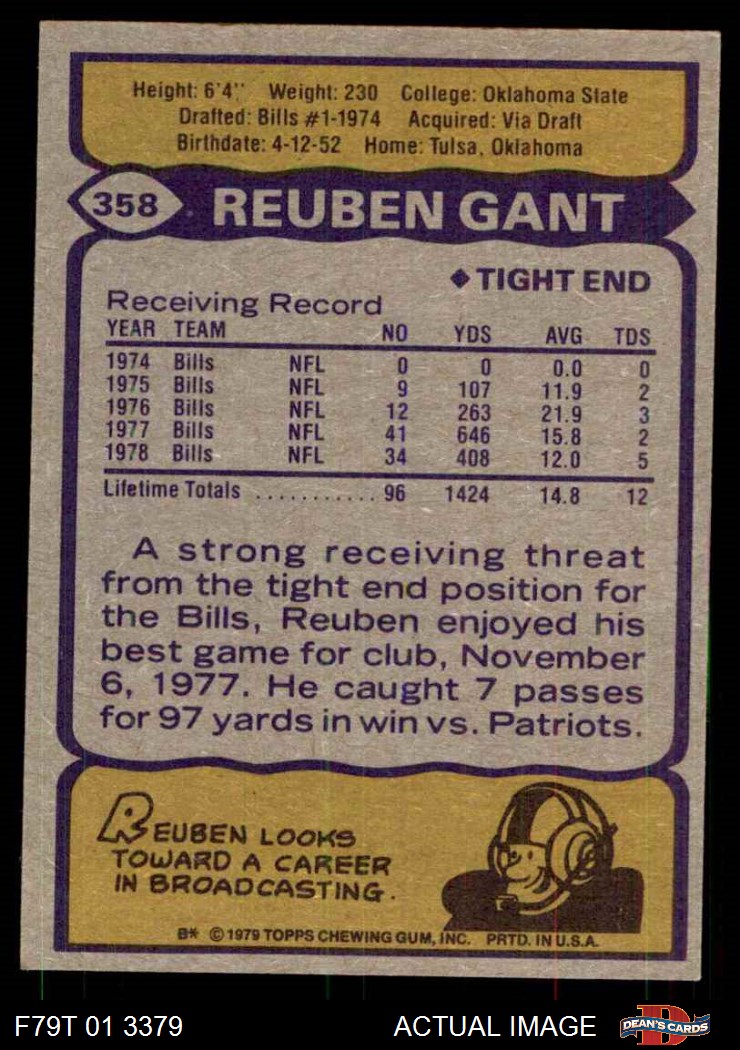 Height: 6'4" Weight: 230 College: Oklahoma State
Drafted: Bills #1-1974 Acquired: Via Draft
Birthdate: 4-12-52 Home: Tulsa, Oklahoma
358 REUBEN GANT
◆ TIGHT END
Receiving Record
YEAR TEAM NO YDS AVG TDS
1974 Bills NFL 0 0 0.0 0
1975 Bills NFL 9 107 11.9 2
1976 Bills NFL 12 263 21.9 3
1977 Bills NFL 41 646 15.8 2
1978 Bills NFL 34 408 12.0 5
Lifetime Totals ............ 96 1424 14.8 12
A strong receiving threat
from the tight end position for
the Bills, Reuben enjoyed his
best game for club, November
6, 1977. He caught 7 passes
for 97 yards in win vs. Patriots.
REUBEN LOOKS
TOWARD A CAREER
IN BROADCASTING.
B* © 1979 TOPPS CHEWING GUM, INC. PRTD. IN U.S.A.
F79T 01 3379 ACTUAL IMAGE D DEAN'S CARDS